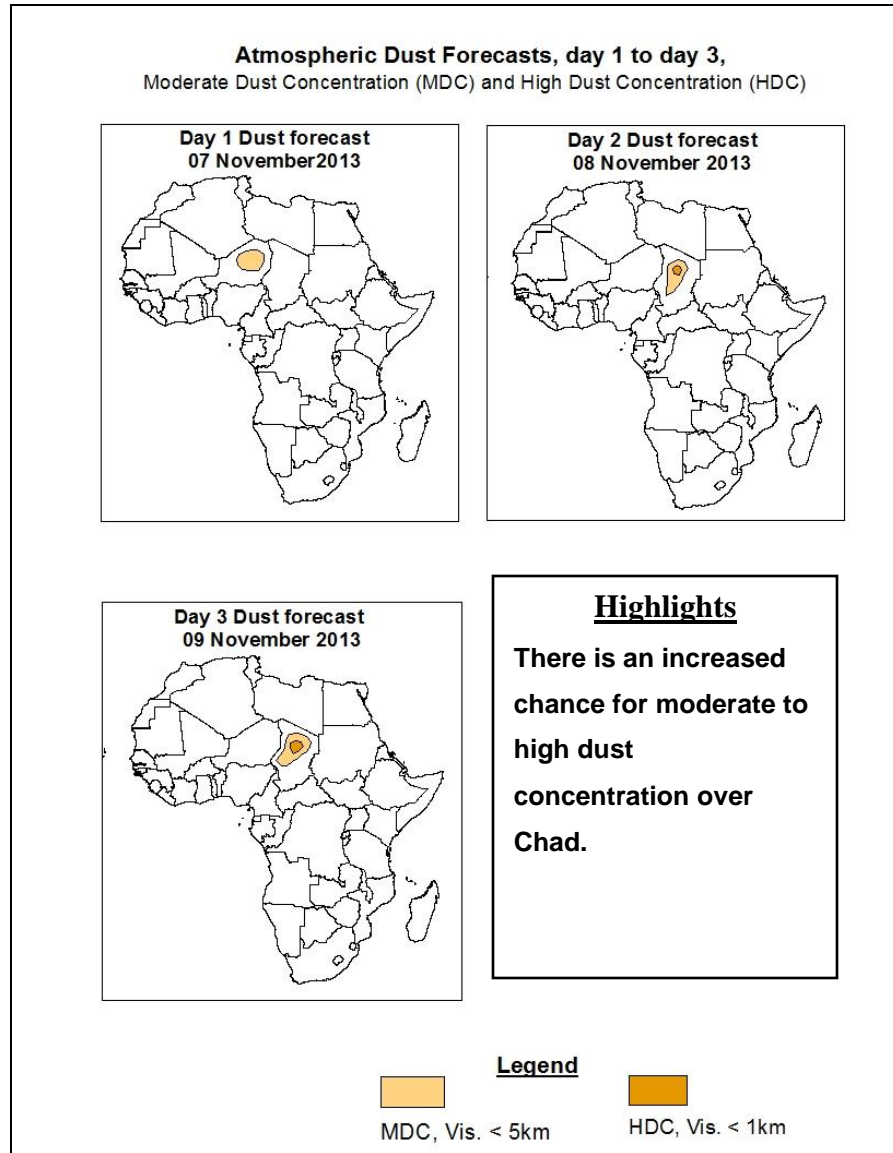 Atmospheric Dust Forecasts, day 1 to day 3,
Moderate Dust Concentration (MDC) and High Dust Concentration (HDC)
Day 1 Dust forecast
07 November2013
Day 2 Dust forecast
08 November 2013
Day 3 Dust forecast
09 November 2013
Highlights
There is an increased
chance for moderate to
high dust
concentration over
Chad.
Legend
MDC, Vis. < 5km
HDC, Vis. < 1km